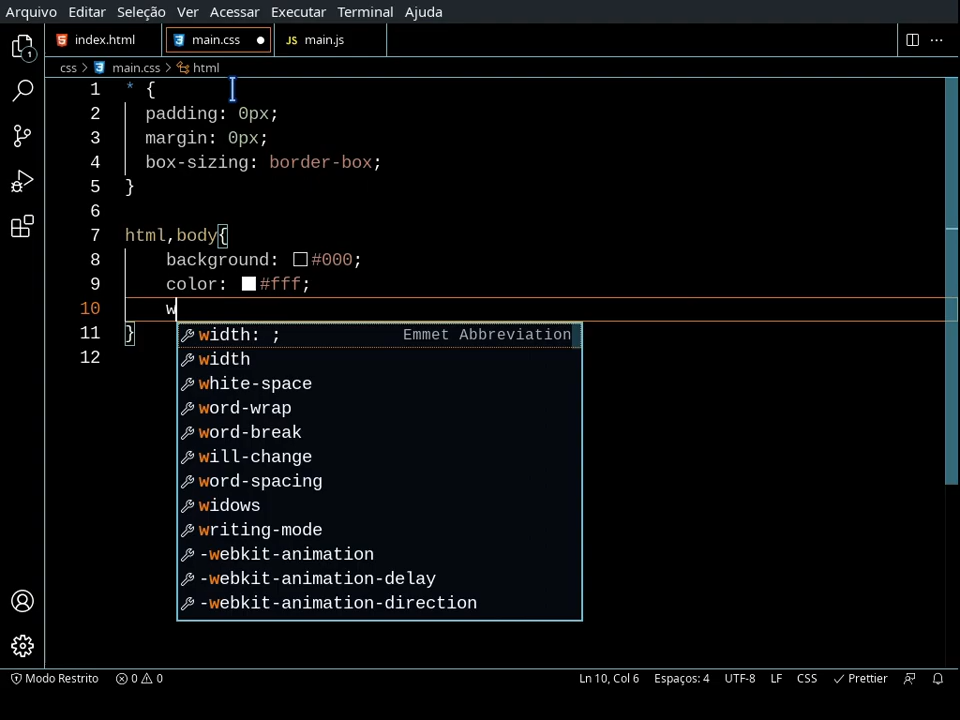 Arquivo Editar Seleção Ver Acessar Executar Terminal Ajuda
index.html main.css main.js
css > main.css > html
1 * {
2 padding: 0px;
3 margin: 0px;
4 box-sizing: border-box;
5 }
6
7 html,body{
8 background: #000;
9 color: #fff;
10 w
11 }
12
width: ; Emmet Abbreviation
width
white-space
word-wrap
word-break
will-change
word-spacing
widows
writing-mode
-webkit-animation
-webkit-animation-delay
-webkit-animation-direction
1
Modo Restrito 0 0 Ln 10, Col 6 Espaços: 4 UTF-8 LF CSS Prettier